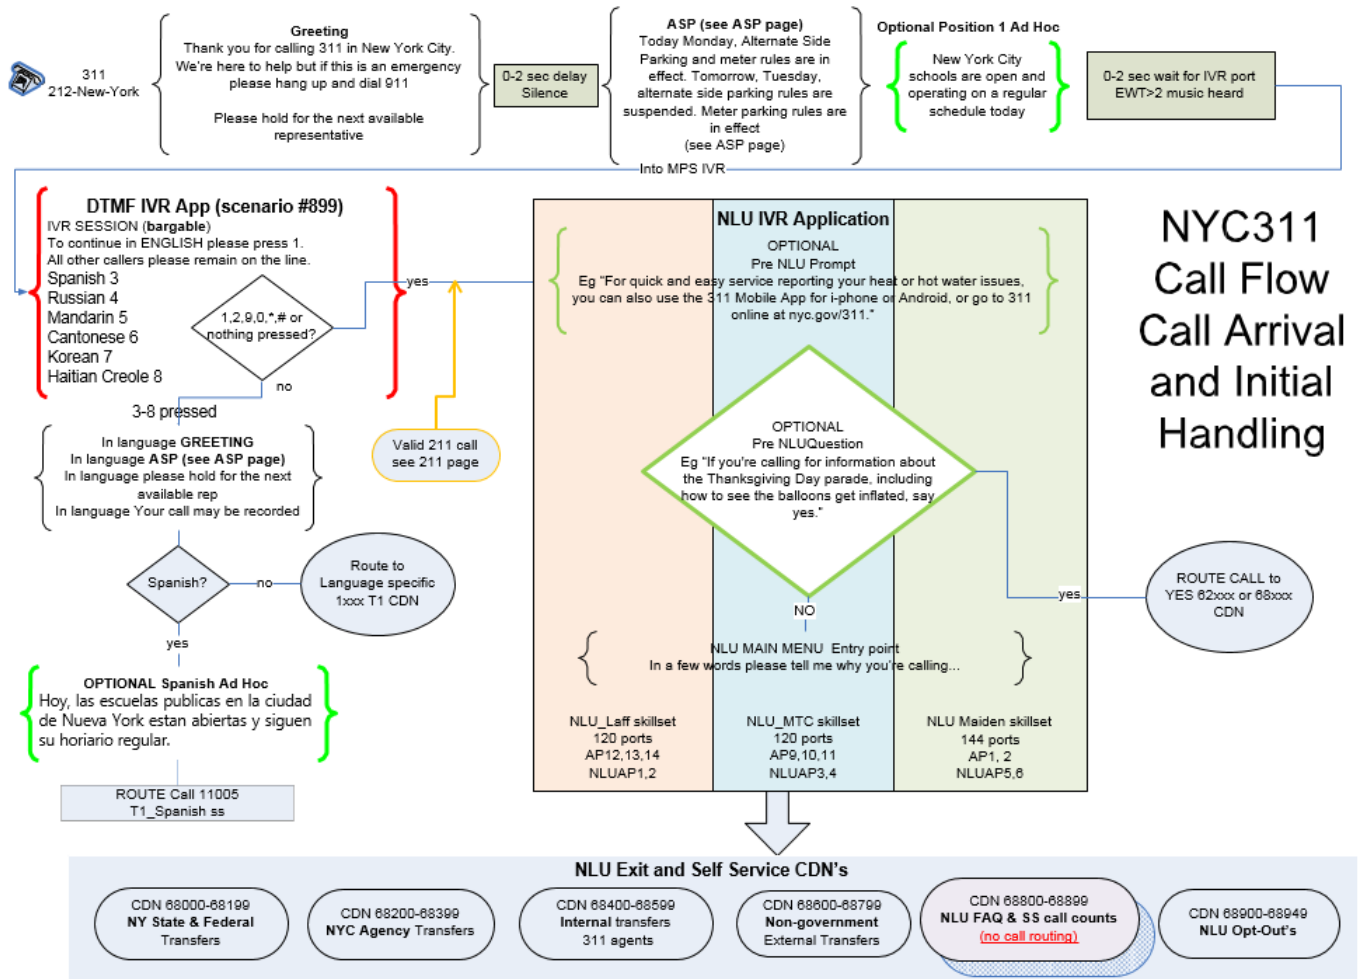 311
212-New-York
Greeting
Thank you for calling 311 in New York City.
We're here to help but if this is an emergency
please hang up and dial 911
Please hold for the next available
representative
0-2 sec delay
Silence
ASP (see ASP page)
Today Monday, Alternate Side
Parking and meter rules are in
effect. Tomorrow, Tuesday,
alternate side parking rules are
suspended. Meter parking rules are
in effect
(see ASP page)
Optional Position 1 Ad Hoc
New York City
schools are open and
operating on a regular
schedule today
0-2 sec wait for IVR port
EWT>2 music heard
Into MPS IVR
DTMF IVR App (scenario #899)
IVR SESSION (bargable)
To continue in ENGLISH please press 1.
All other callers please remain on the line.
Spanish 3
Russian 4
Mandarin 5
Cantonese 6
Korean 7
Haitian Creole 8
1,2,9,0,*,# or
nothing pressed?
yes
no
3-8 pressed
In language GREETING
In language ASP (see ASP page)
In language please hold for the next
available rep
In language Your call may be recorded
Valid 211 call
see 211 page
Spanish?
no
Route to
Language specific
1xxx T1 CDN
yes
OPTIONAL Spanish Ad Hoc
Hoy, las escuelas publicas en la ciudad
de Nueva York estan abiertas y siguen
su horiario regular.
ROUTE Call 11005
T1_Spanish ss
NLU IVR Application
OPTIONAL
Pre NLU Prompt
Eg "For quick and easy service reporting your heat or hot water issues,
you can also use the 311 Mobile App for i-phone or Android, or go to 311
online at nyc.gov/311."
OPTIONAL
Pre NLUQuestion
Eg "If you're calling for information about
the Thanksgiving Day parade, including
how to see the balloons get inflated, say
yes."
NO
yes
ROUTE CALL to
YES 62xxx or 68xxx
CDN
NLU MAIN MENU Entry point
In a few words please tell me why you're calling...
NLU_Laff skillset
120 ports
AP12,13,14
NLUAP1,2
NLU_MTC skillset
120 ports
AP9,10,11
NLUAP3,4
NLU Maiden skillset
144 ports
AP1, 2
NLUAP5,6
NYC311
Call Flow
Call Arrival
and Initial
Handling
NLU Exit and Self Service CDN's
CDN 68000-68199
NY State & Federal
Transfers
CDN 68200-68399
NYC Agency Transfers
CDN 68400-68599
Internal transfers
311 agents
CDN 68600-68799
Non-government
External Transfers
CDN 68800-68899
NLU FAQ & SS call counts
(no call routing)
CDN 68900-68949
NLU Opt-Out's